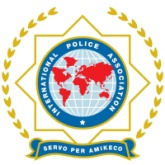 INTERNATIONAL POLICE ASSOCIATION
SERVO PER AMIKECO